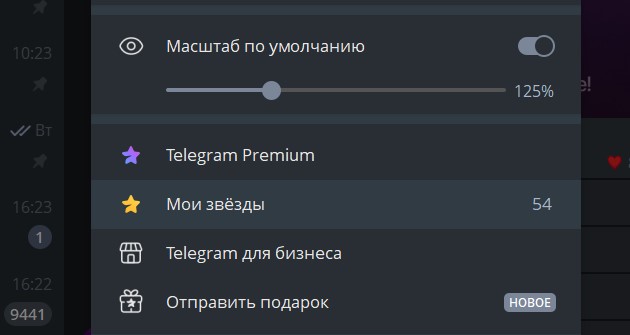 10:23
Масштаб по умолчанию
125%
е!
Вт
Telegram Premium
16:23
Мои звёзды
54
1
Telegram для бизнеса
16:22
Отправить подарок
НОВОЕ
9441